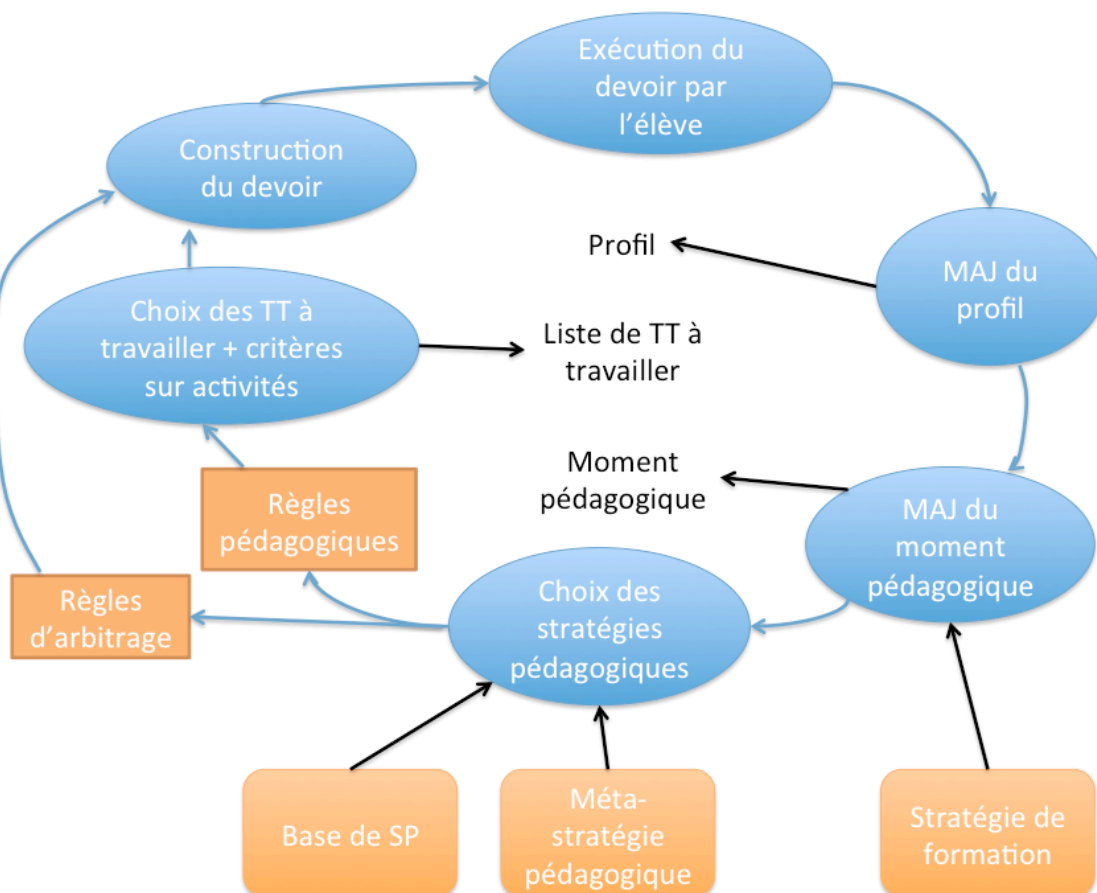 Exécution du
devoir par
l'élève
Construction
du devoir
Profil
MAJ du
profil
Choix des TT à
travailler + critères
sur activités
Liste de TT à
travailler
Moment
pédagogique
Règles
pédagogiques
MAJ du
moment
pédagogique
Règles
d'arbitrage
Choix des
stratégies
pédagogiques
Base de SP
Méta-
stratégie
pédagogique
Stratégie de
formation